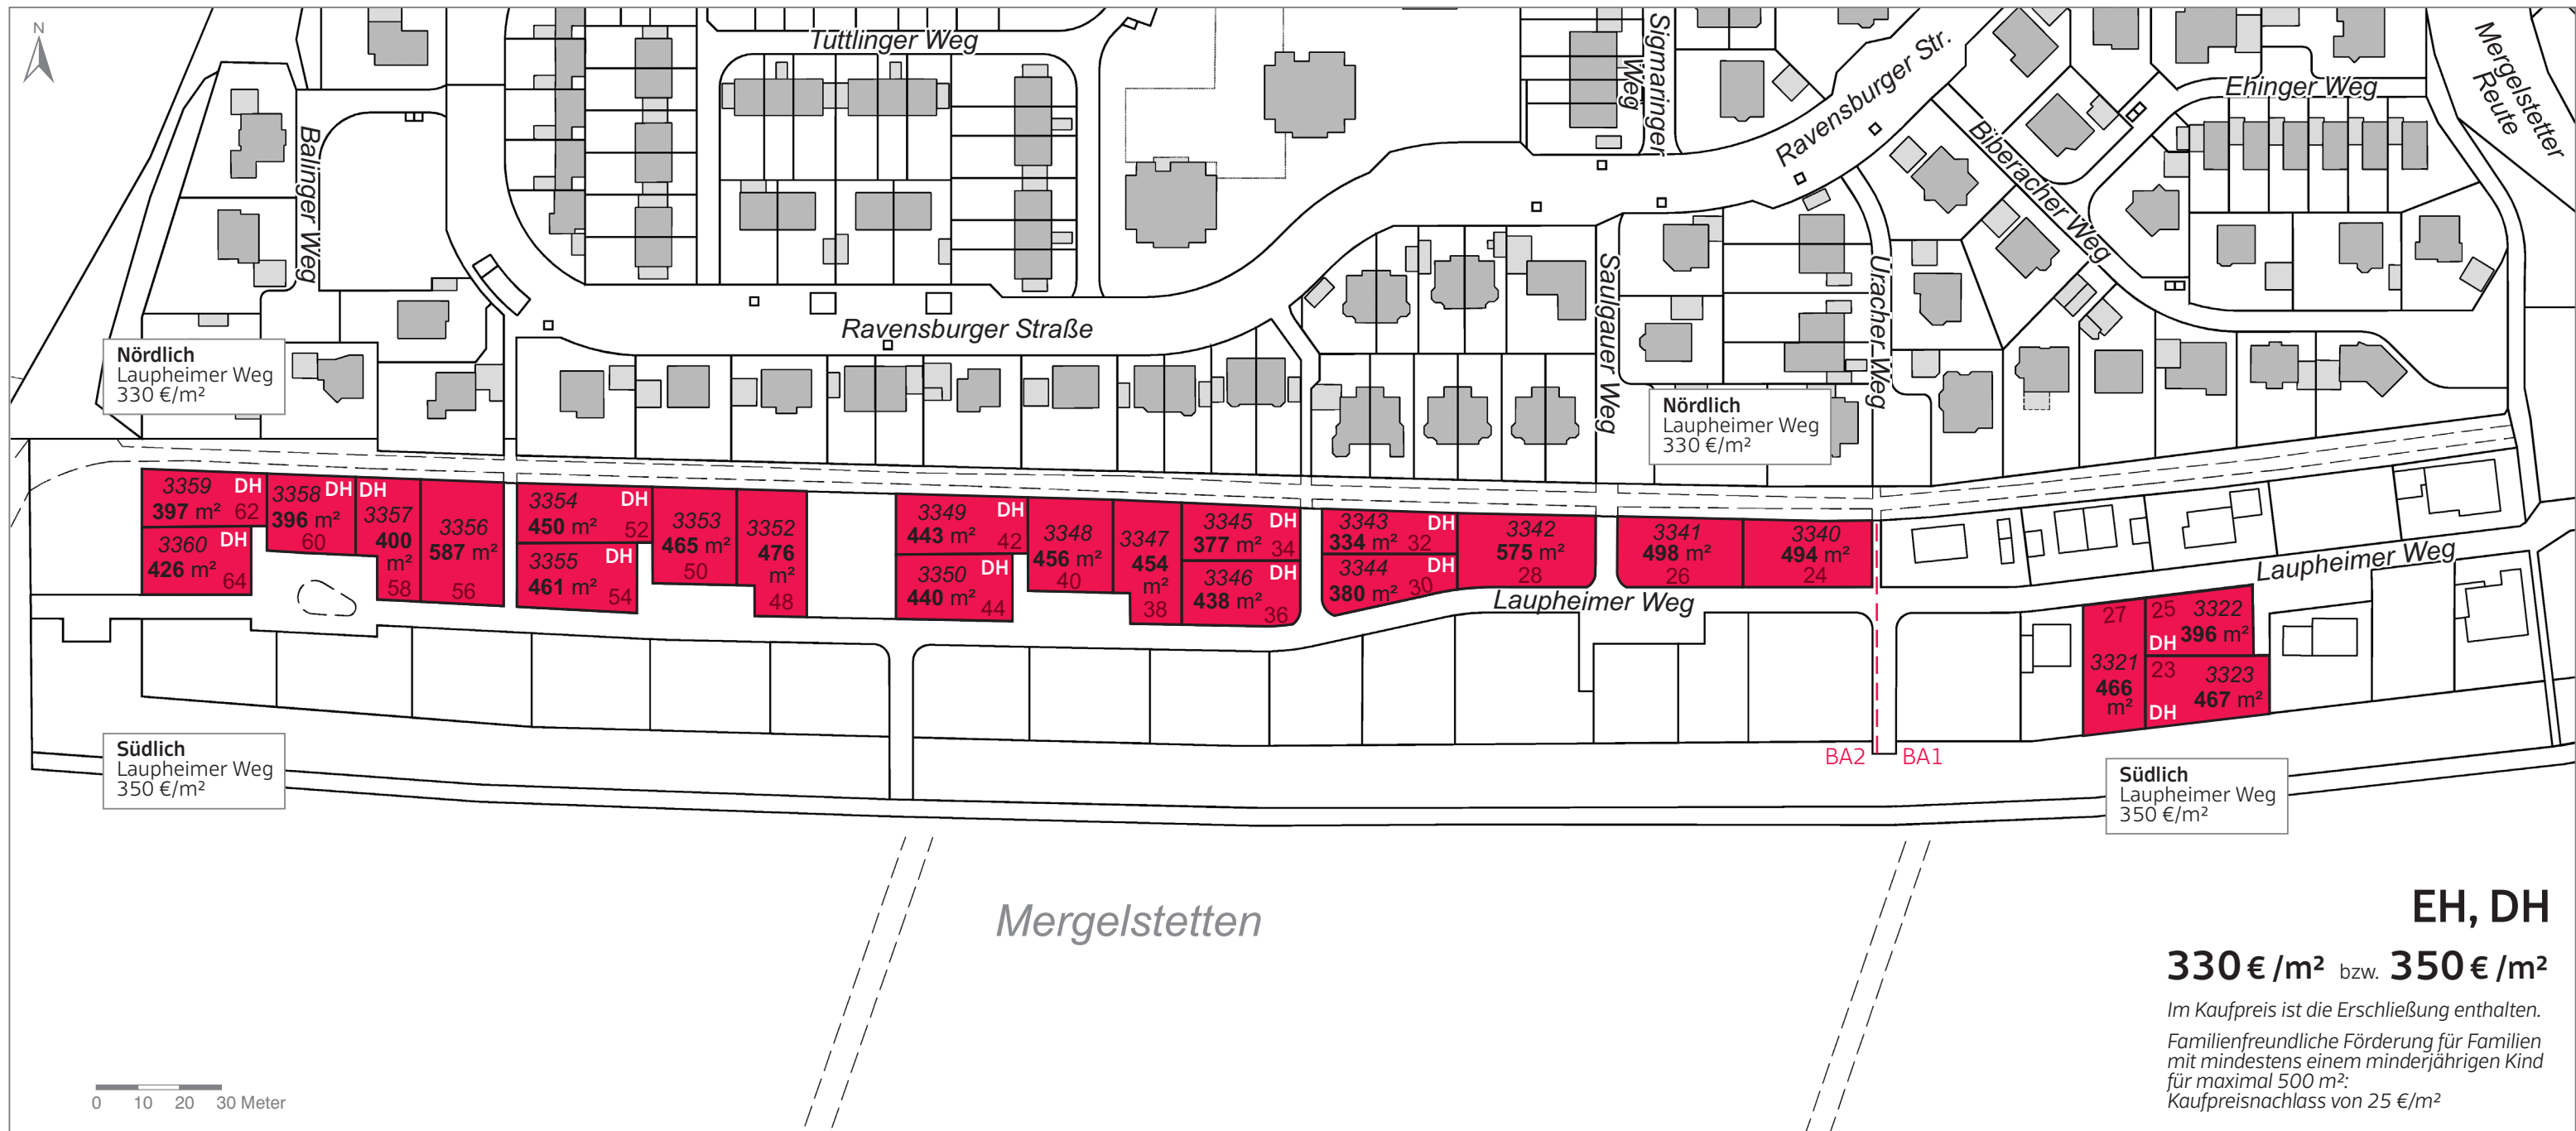 N
Tuttlinger Weg
Sigmaringer
Weg
Ravensburger Str.
Ehinger Weg
Mergelstetter
Reute
Balinger Weg
Biberacher Weg
Ravensburger Straße
Saulgauer Weg
Uracher Weg
Nördlich
Laupheimer Weg
330 €/m²
Nördlich
Laupheimer Weg
330 €/m²
3359 DH
397 m² 62
3360 DH
426 m² 64
3358 DH
396 m²
60
DH
3357
400
m²
58
3356
587 m²
56
3354 DH
450 m² 52
3355 DH
461 m² 54
3353
465 m²
50
3352
476
m²
48
3349 DH
443 m² 42
3350 DH
440 m² 44
3348
456 m²
40
3347
454
m²
38
3345 DH
377 m² 34
3346 DH
438 m² 36
3343 DH
334 m² 32
3344 DH
380 m² 30
3342
575 m²
28
3341
498 m²
26
3340
494 m²
24
Laupheimer Weg
Laupheimer Weg
27
3321
466
m²
25 3322
DH 396 m²
23 3323
DH 467 m²
BA2 BA1
Südlich
Laupheimer Weg
350 €/m²
Südlich
Laupheimer Weg
350 €/m²
Mergelstetten
EH, DH
330 € /m² bzw. 350 € /m²
Im Kaufpreis ist die Erschließung enthalten.
Familienfreundliche Förderung für Familien
mit mindestens einem minderjährigen Kind
für maximal 500 m²:
Kaufpreisnachlass von 25 €/m²
0 10 20 30 Meter